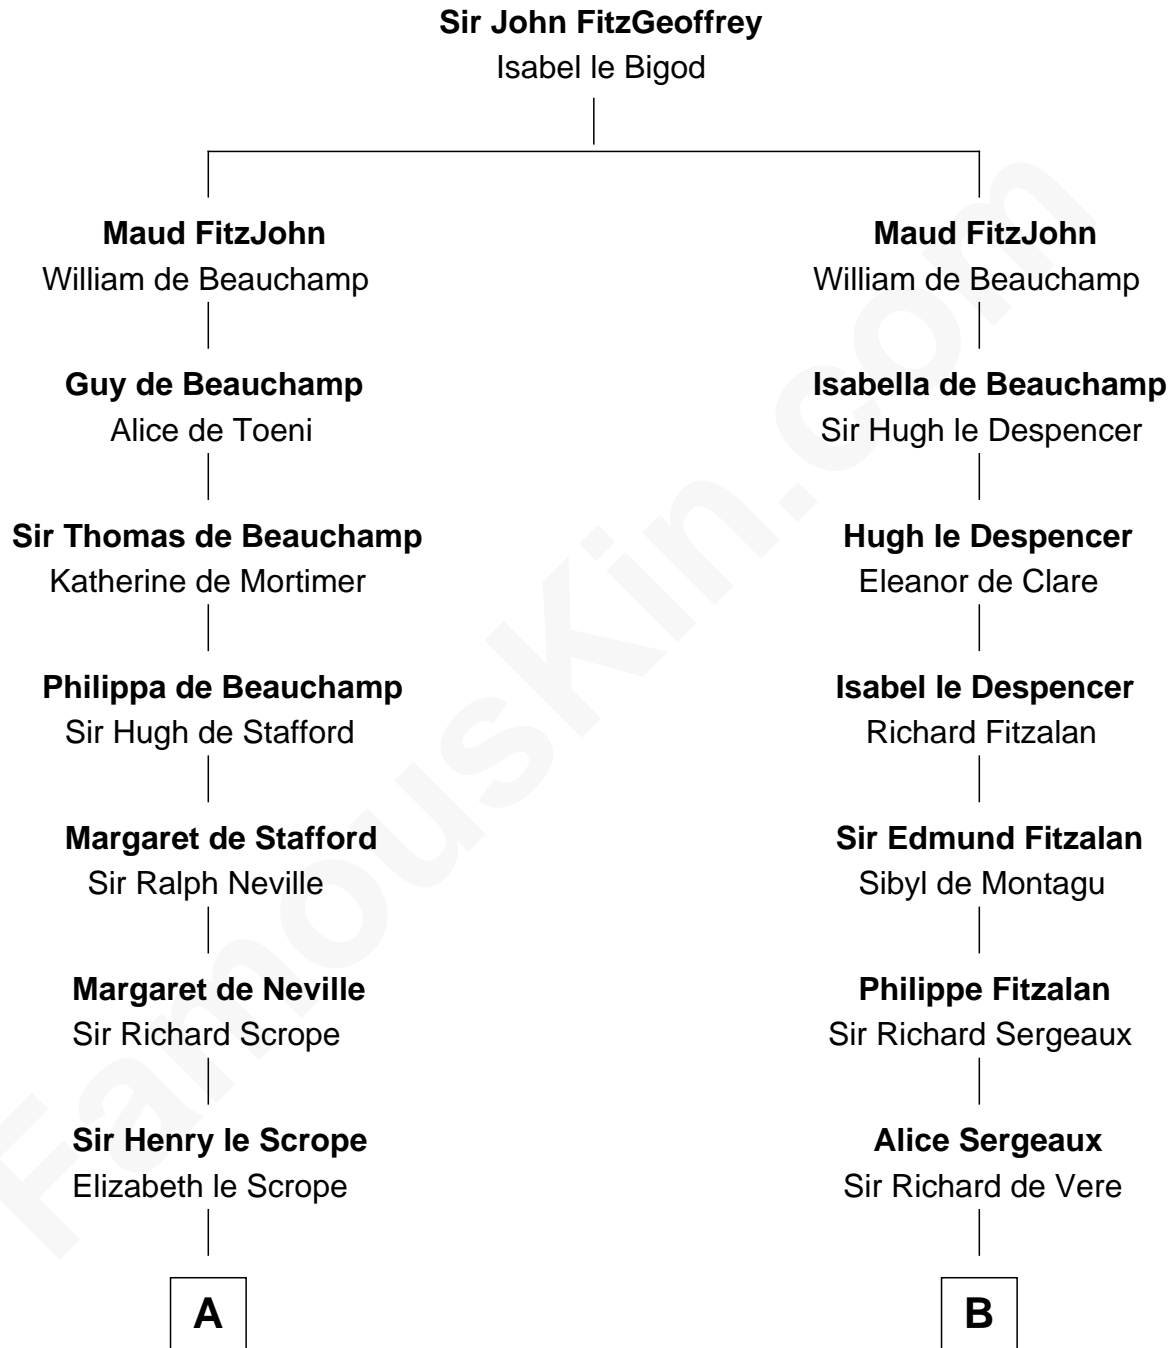 Sir John FitzGeoffrey
Isabel le Bigod
Maud FitzJohn
William de Beauchamp
Guy de Beauchamp
Alice de Toeni
Sir Thomas de Beauchamp
Katherine de Mortimer
Philippa de Beauchamp
Sir Hugh de Stafford
Margaret de Stafford
Sir Ralph Neville
Margaret de Neville
Sir Richard Scrope
Sir Henry le Scrope
Elizabeth le Scrope
A
Maud FitzJohn
William de Beauchamp
Isabella de Beauchamp
Sir Hugh le Despencer
Hugh le Despencer
Eleanor de Clare
Isabel le Despencer
Richard Fitzalan
Sir Edmund Fitzalan
Sibyl de Montagu
Philippe Fitzalan
Sir Richard Sergeaux
Alice Sergeaux
Sir Richard de Vere
B
FamousKin.com